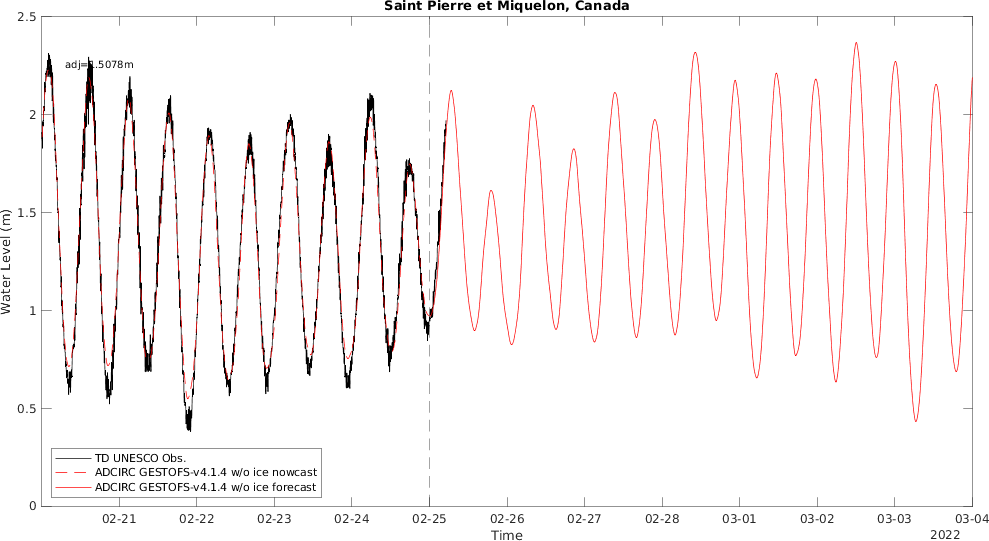 Saint Pierre et Miquelon, Canada
adj=1.5078m
2.5
2
1.5
1
0.5
0
Water Level (m)
TD UNESCO Obs.
ADCIRC GESTOFS-v4.1.4 w/o ice nowcast
ADCIRC GESTOFS-v4.1.4 w/o ice forecast
02-21 02-22 02-23 02-24 02-25 02-26 02-27 02-28 03-01 03-02 03-03 03-04
Time
2022